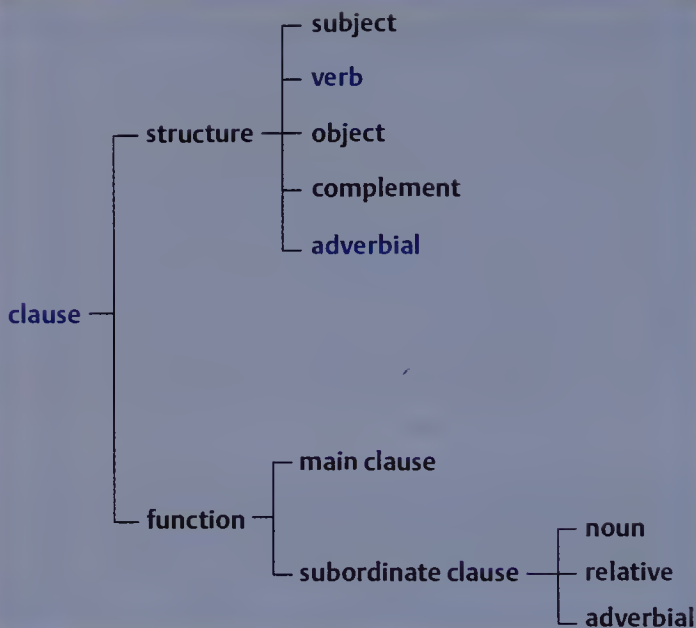 subject
verb
structure
object
complement
adverbial
clause
main clause
function
noun
subordinate clause
relative
adverbial